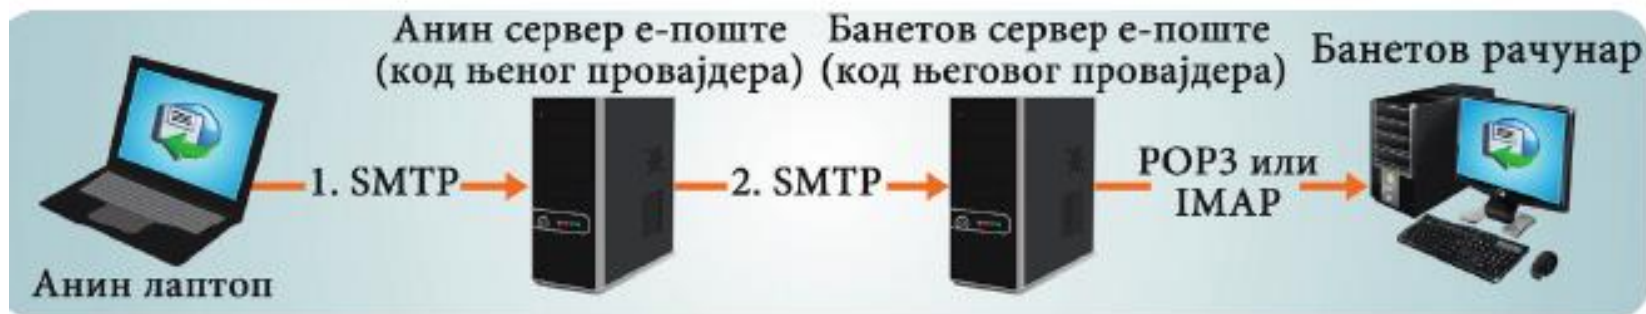 Анин сервер е-поште
(код њеног провајдера)
Банетов сервер е-поште
(код његовог провајдера)
Банетов рачунар
1. SMTP
2. SMTP
POP3 или
IMAP
Анин лаптоп